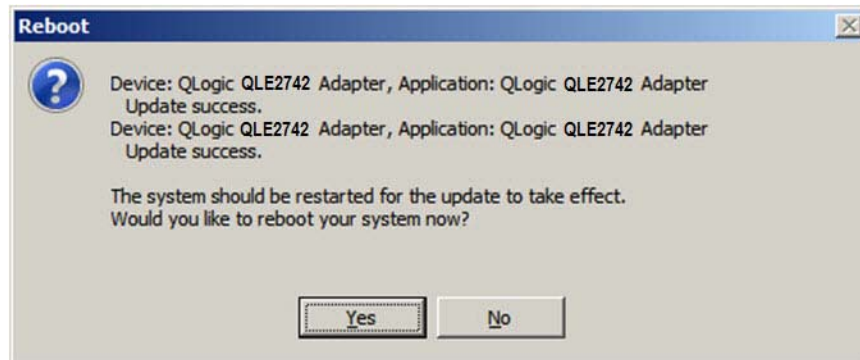 Reboot
Device: QLogic QLE2742 Adapter, Application: QLogic QLE2742 Adapter
Update success.
Device: QLogic QLE2742 Adapter, Application: QLogic QLE2742 Adapter
Update success.
The system should be restarted for the update to take effect.
Would you like to reboot your system now?
Yes No